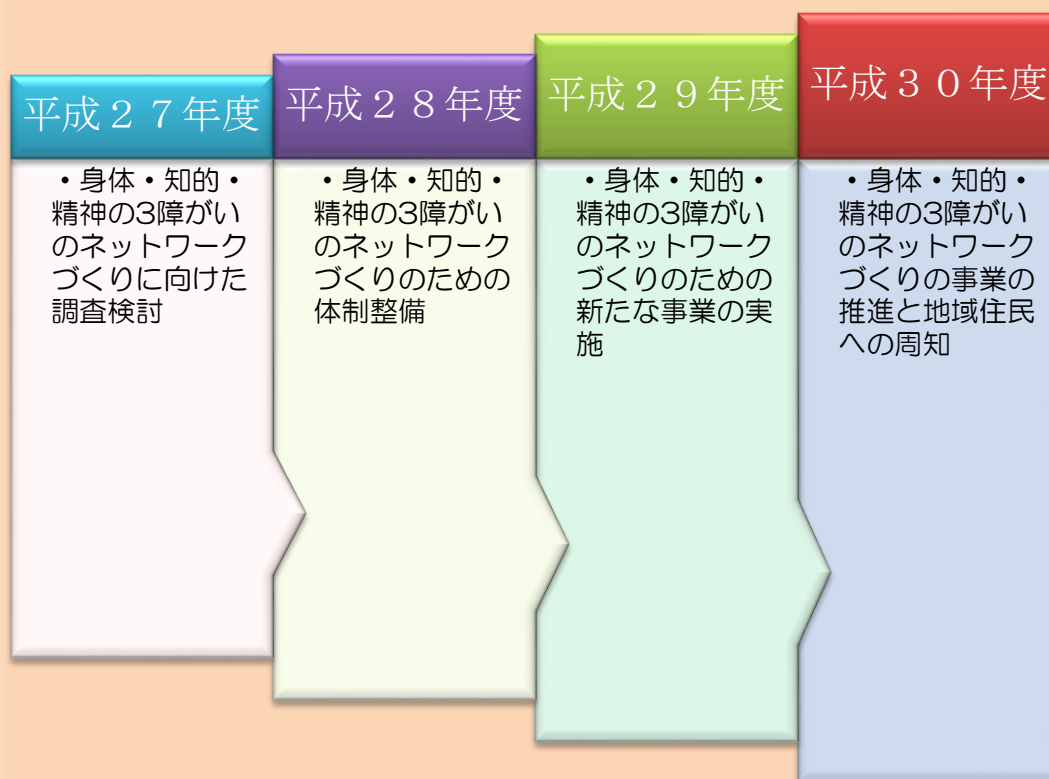 平成２７年度
・身体・知的・
精神の3障がい
のネットワーク
づくりに向けた
調査検討
平成２８年度
・身体・知的・
精神の3障がい
のネットワーク
づくりのための
体制整備
平成２９年度
・身体・知的・
精神の3障がい
のネットワーク
づくりのための
新たな事業の実
施
平成３０年度
・身体・知的・
精神の3障がい
のネットワーク
づくりの事業の
推進と地域住民
への周知